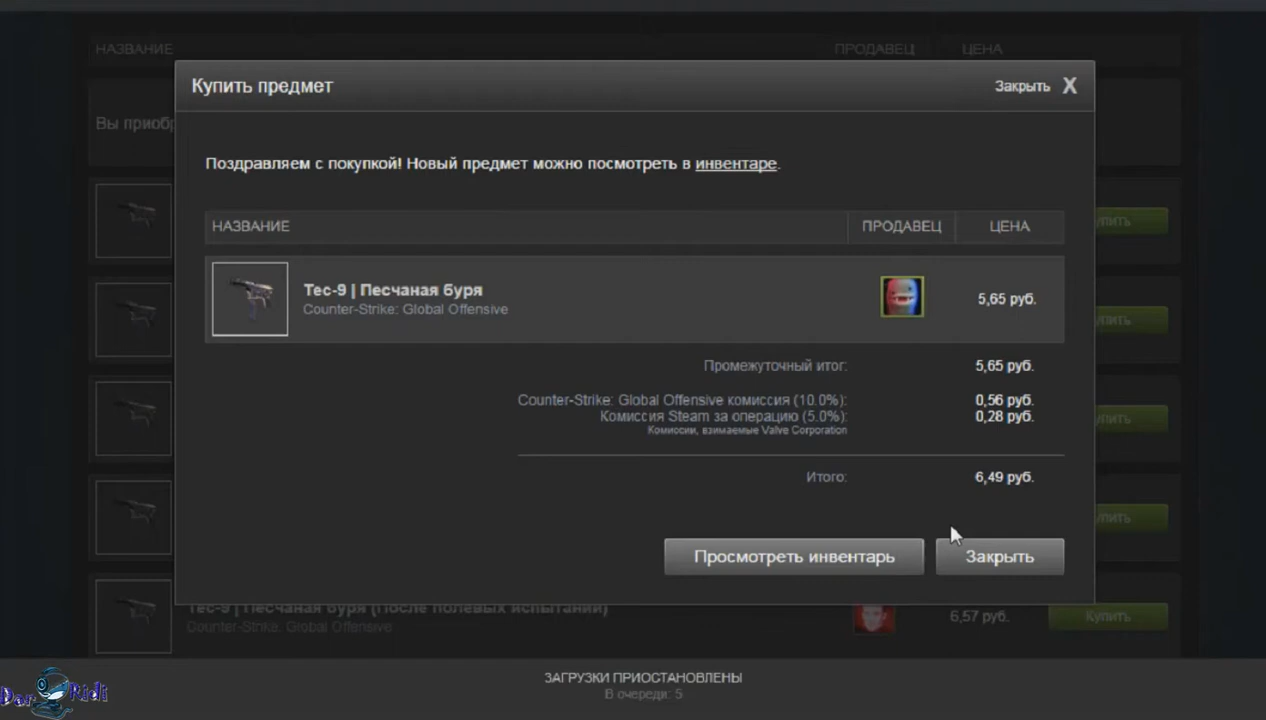 НАЗВАНИЕ ПРОДАВЕЦ ЦЕНА
Купить предмет Закрыть X
Вы приобр
Поздравляем с покупкой! Новый предмет можно посмотреть в инвентаре.
НАЗВАНИЕ ПРОДАВЕЦ ЦЕНА
Тес-9 | Песчаная буря 5,65 руб.
Counter-Strike: Global Offensive
Промежуточный итог: 5,65 руб.
Counter-Strike: Global Offensive комиссия (10.0%): 0,56 руб.
Комиссия Steam за операцию (5.0%): 0,28 руб.
Комиссии, взимаемые Valve Corporation
Итого: 6,49 руб.
Просмотреть инвентарь Закрыть
Тес-9 | Песчаная буря (После полевых испытаний) 6,57 руб. Купить
Counter-Strike: Global Offensive
ЗАГРУЗКИ ПРИОСТАНОВЛЕНЫ
В очереди: 5
Dar Ridi